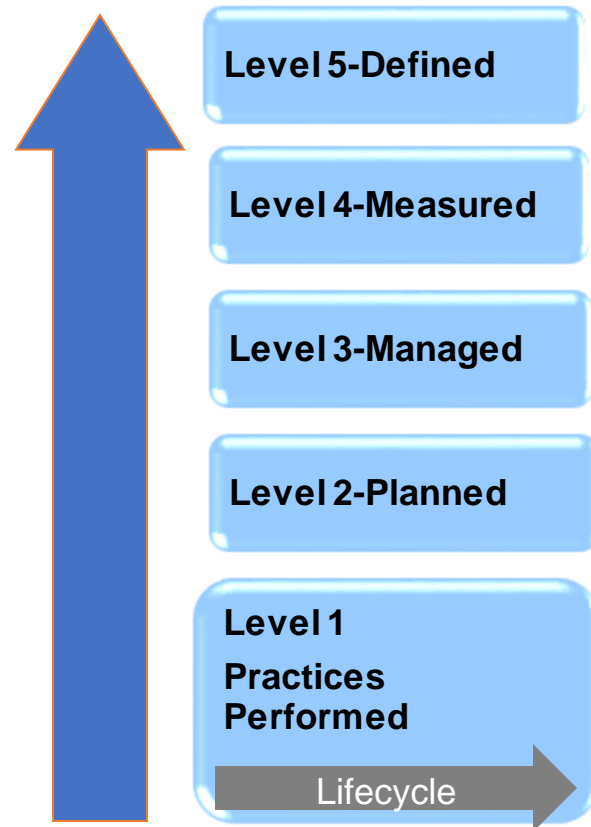 Level 5-Defined
Level 4-Measured
Level 3-Managed
Level 2-Planned
Level 1
Practices
Performed
Lifecycle